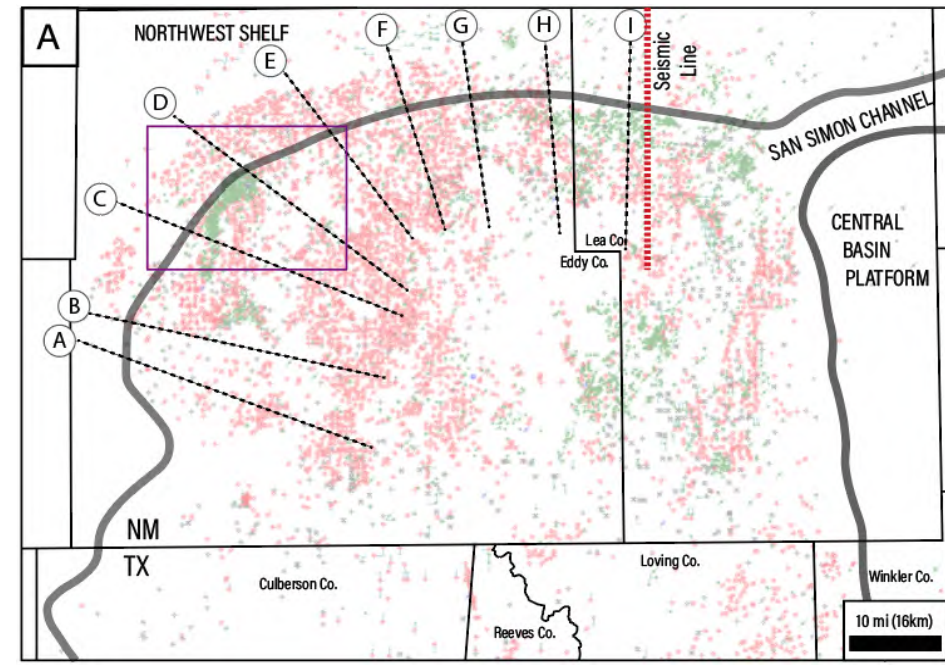 A
NORTHWEST SHELF
F
G
H
I
E
D
C
B
A
Seismic
Line
SAN SIMON CHANNEL
CENTRAL
BASIN
PLATFORM
Lea Co.
Eddy Co.
NM
TX
Culberson Co.
Loving Co.
Winkler Co.
Reeves Co.
10 mi (16km)